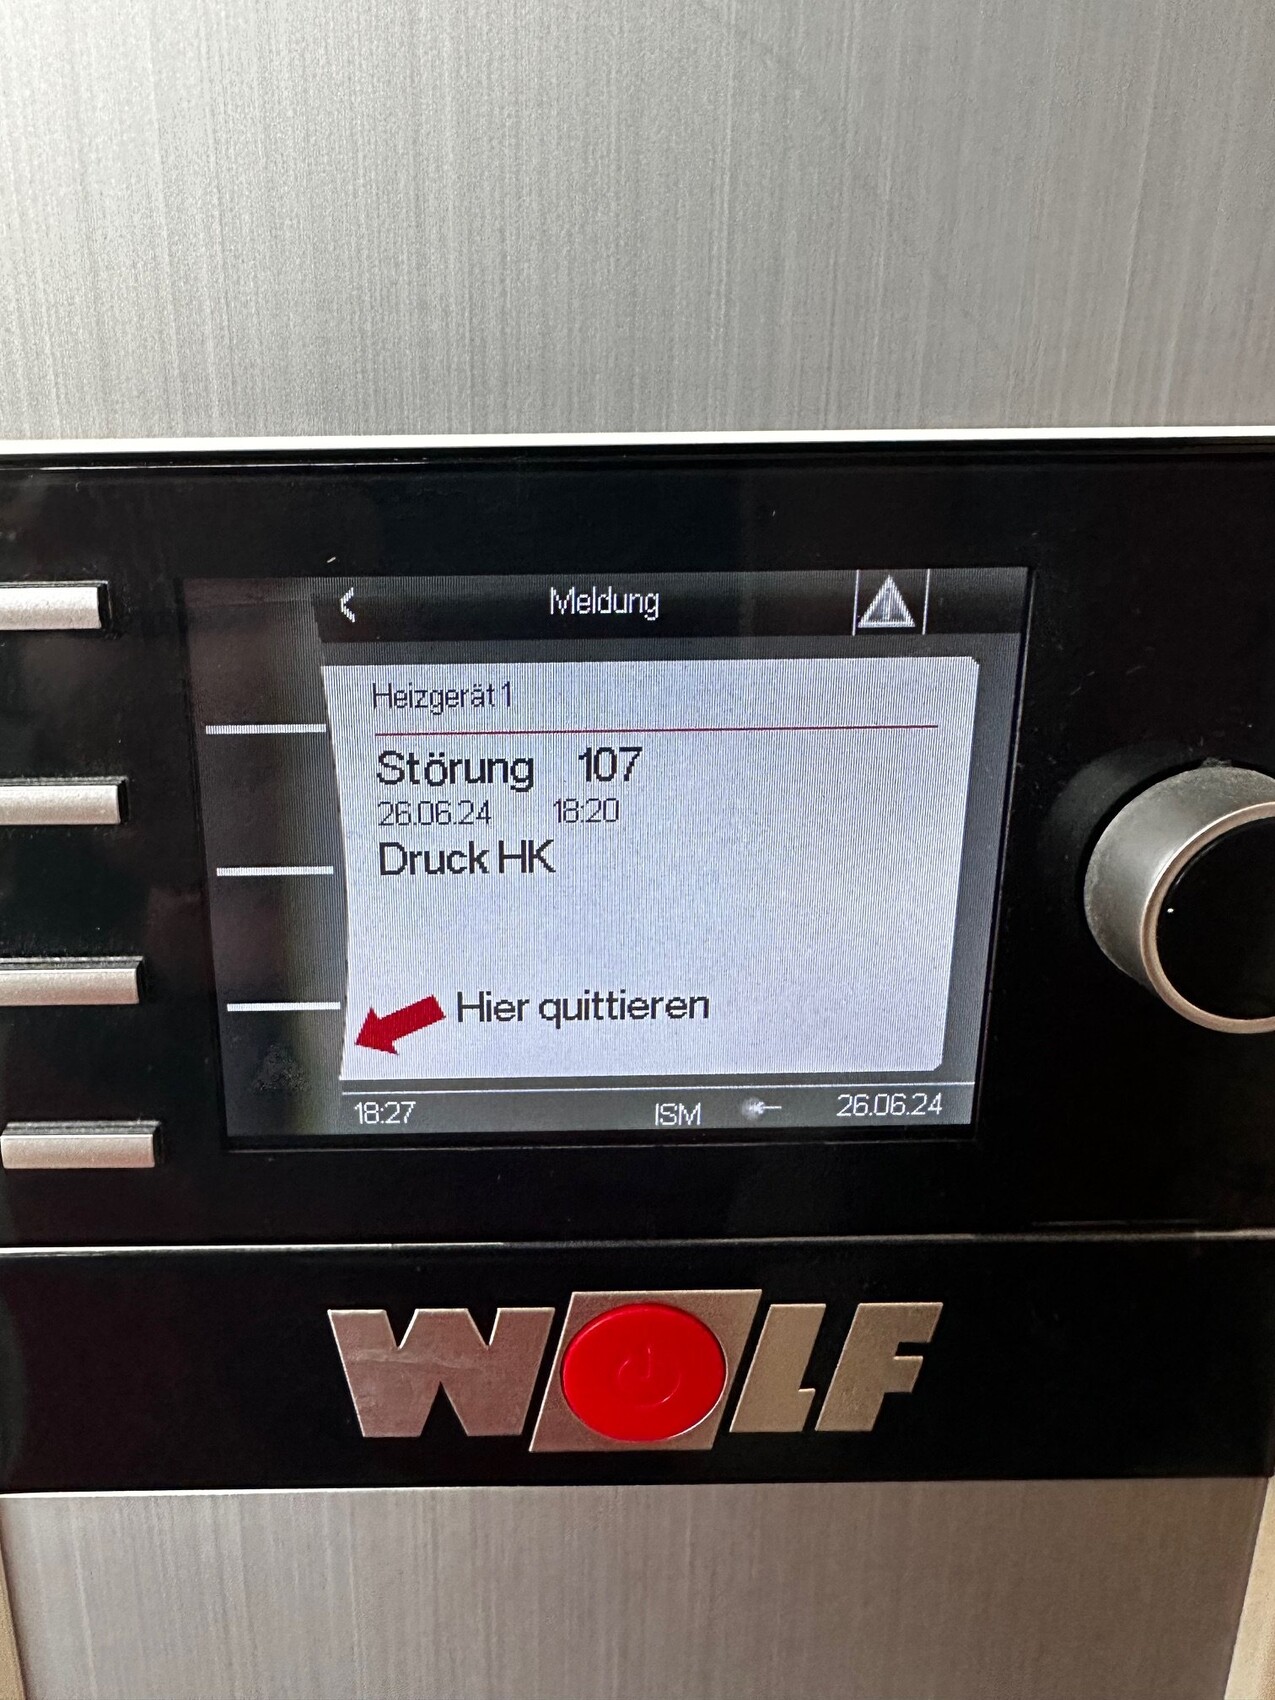 Meldung
Heizgerät 1
Störung 107
26.06.24 18:20
Druck HK
Hier quittieren
18:27 ISM 26.06.24
WOLF